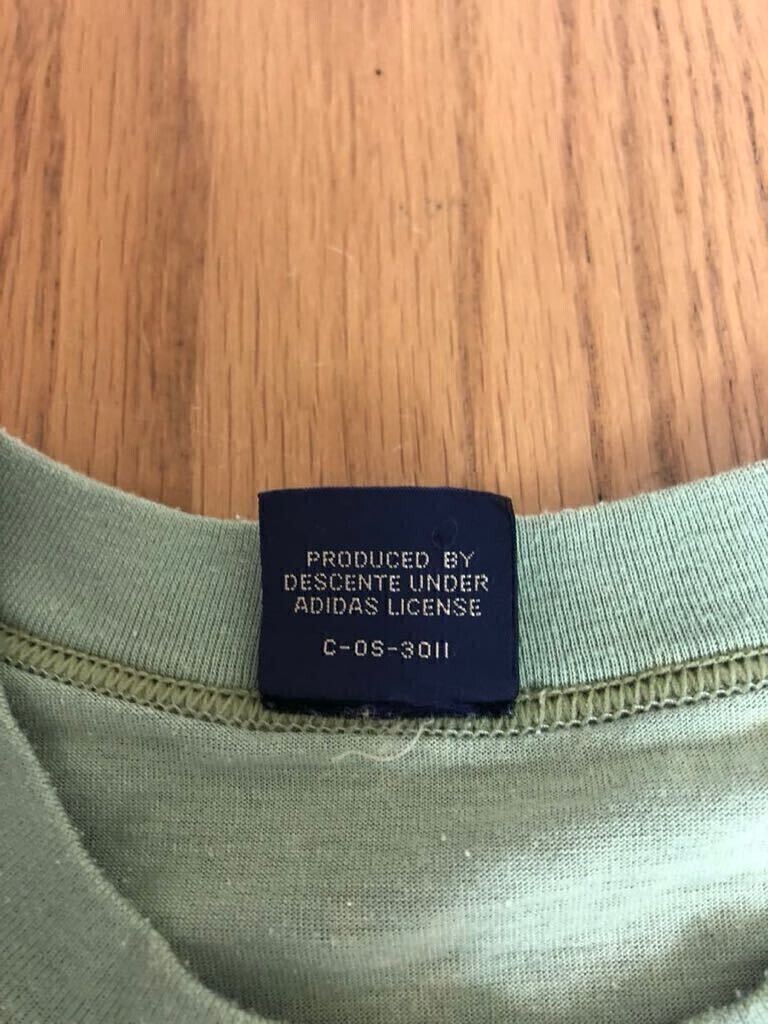 PRODUCED BY
DESCENTE UNDER
ADIDAS LICENSE
C-OS-3011